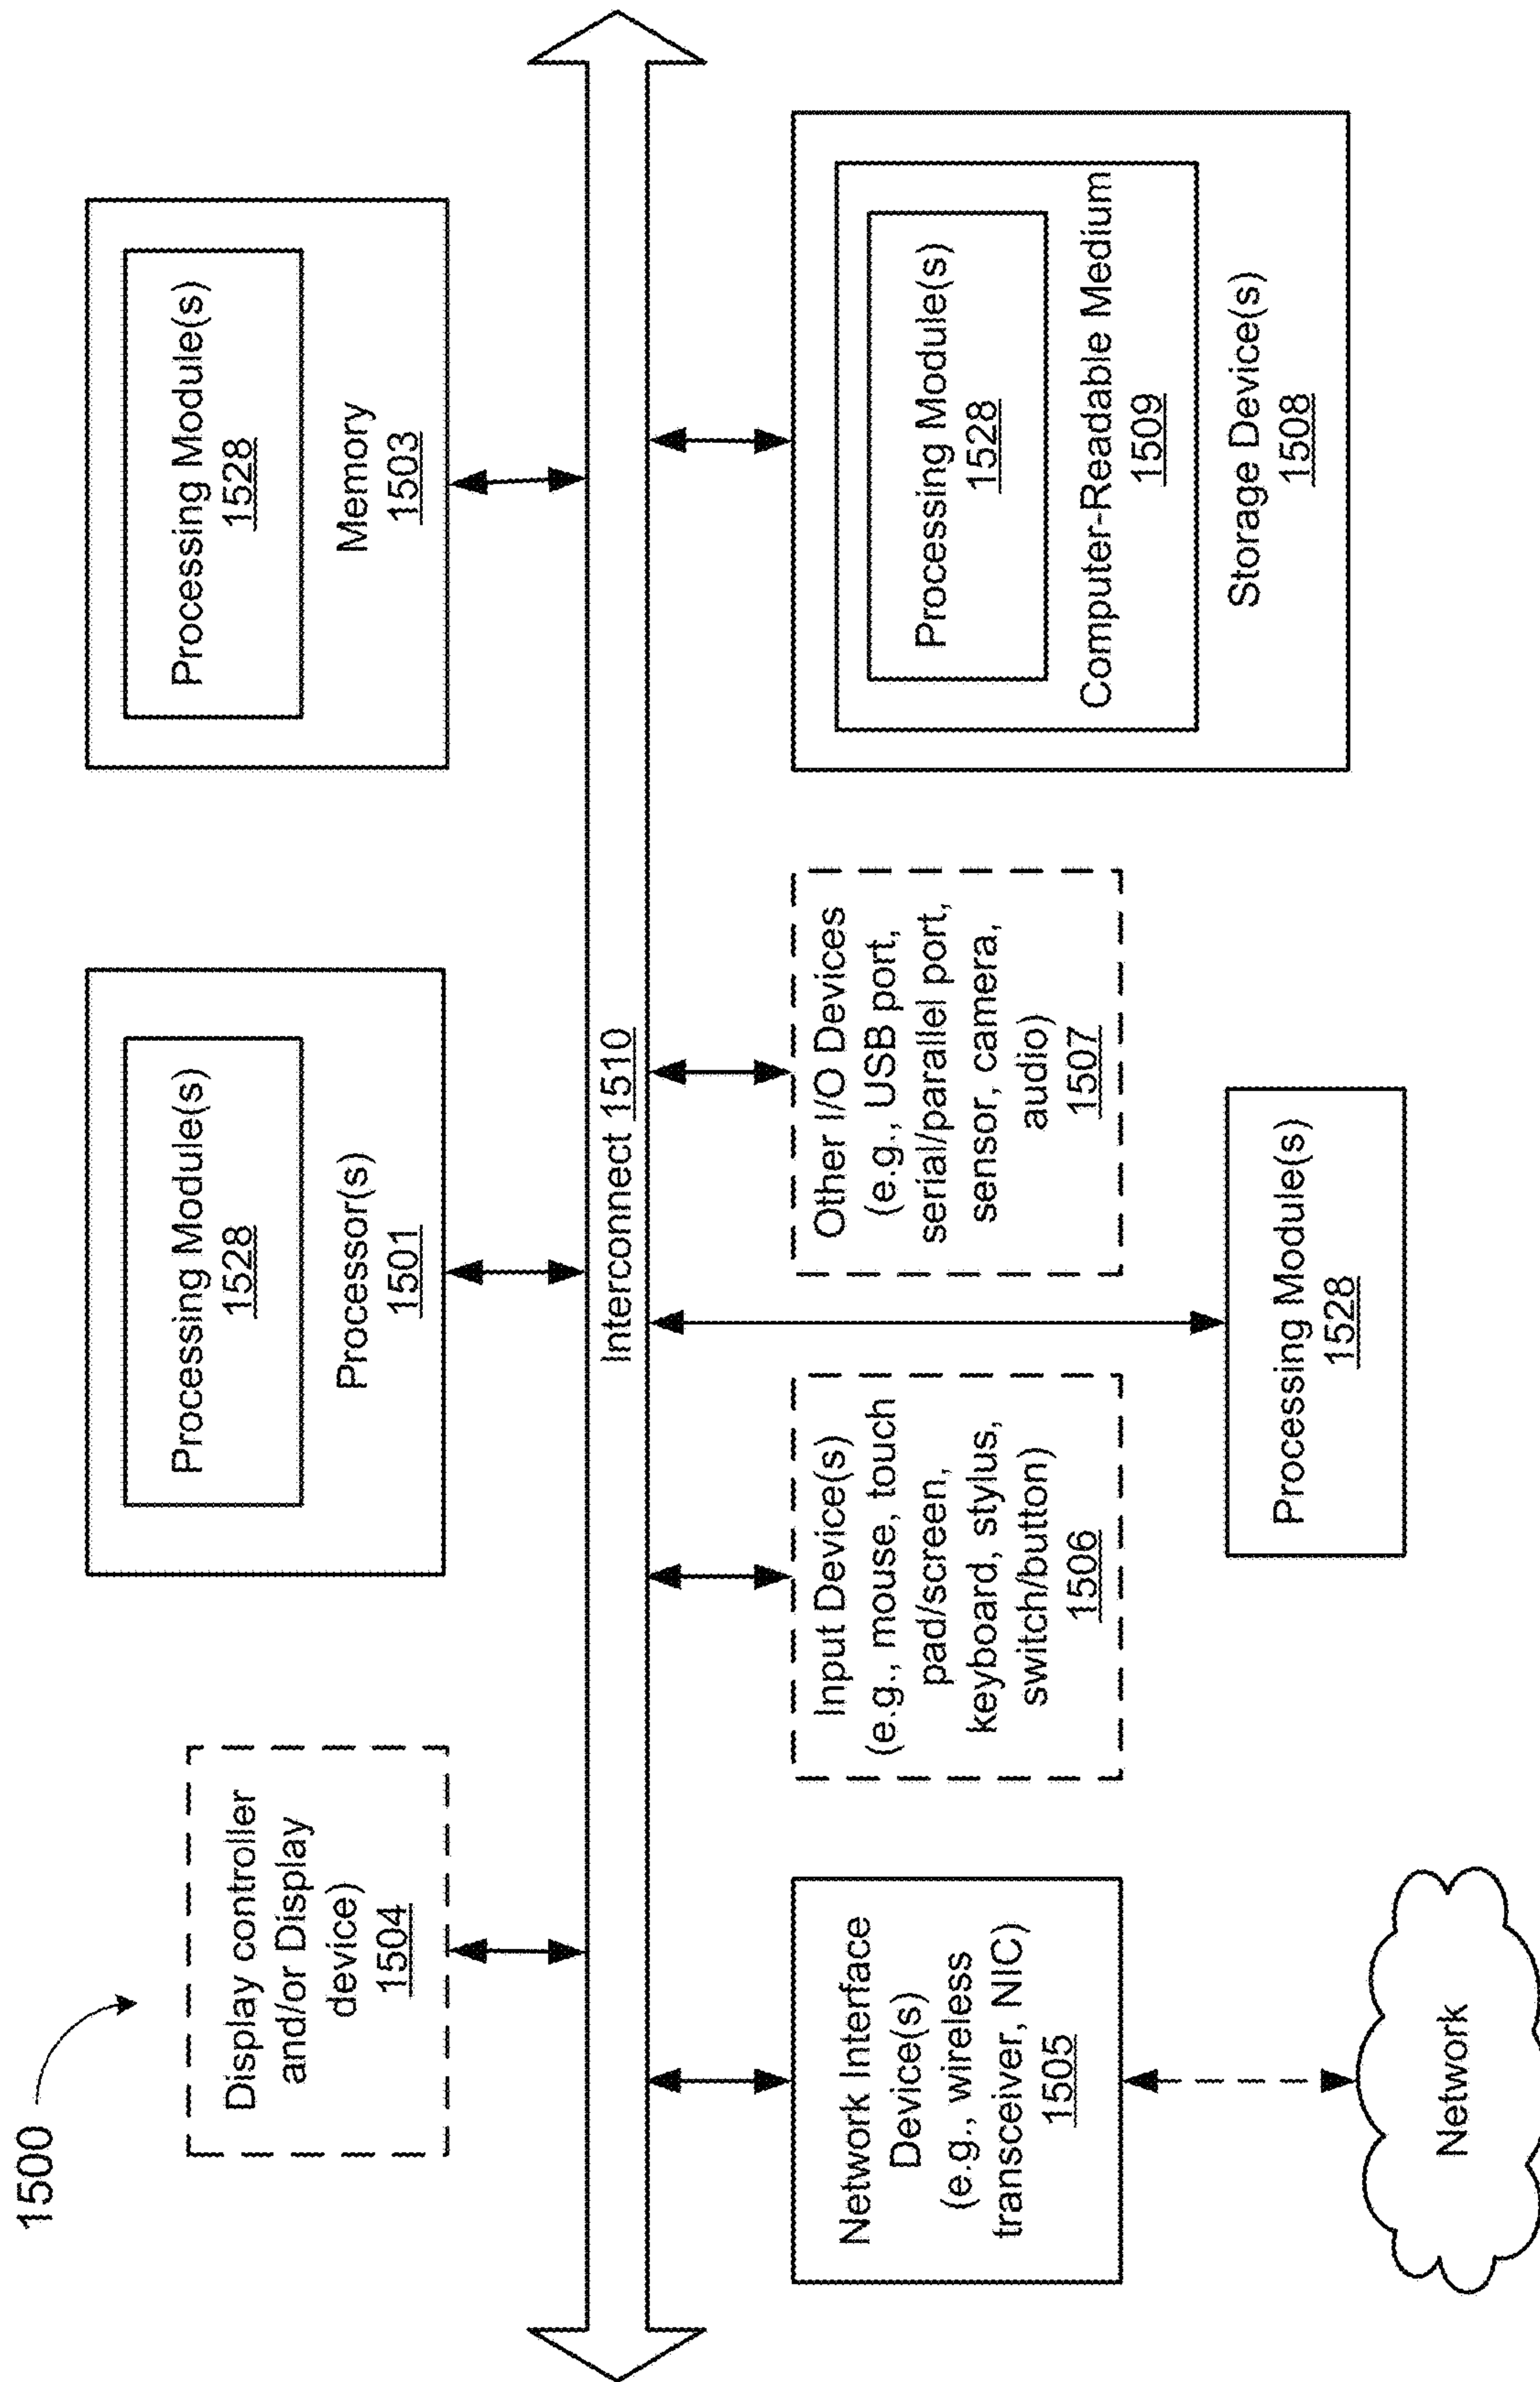 1500
Display controller
and/or Display
device)
1504
Processing Module(s)
1528
Processor(s)
1501
Processing Module(s)
1528
Memory
1503
Interconnect 1510
Network Interface
Device(s)
(e.g., wireless
transceiver, NIC)
1505
Input Device(s)
(e.g., mouse, touch
pad/screen,
keyboard, stylus,
switch/button)
1506
Other I/O Devices
(e.g., USB port,
serial/parallel port,
sensor, camera,
audio)
1507
Processing Module(s)
1528
Computer-Readable Medium
1509
Storage Device(s)
1508
Processing Module(s)
1528
Network